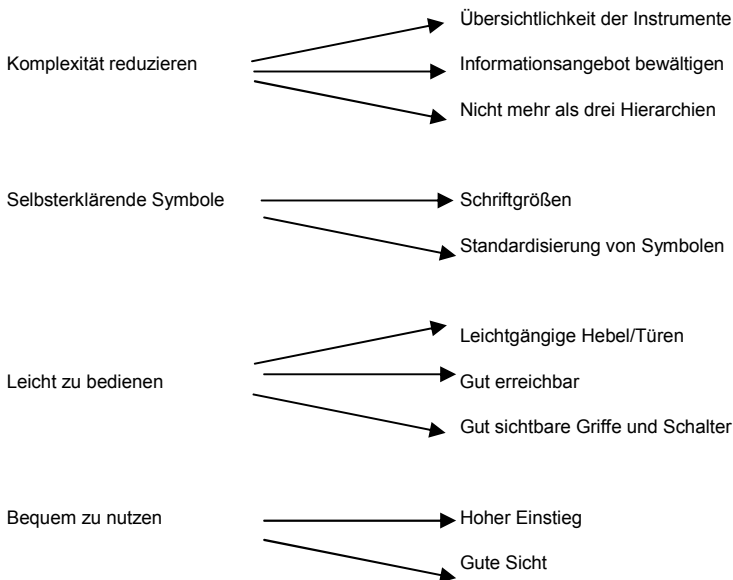 Komplexität reduzieren
Übersichtlichkeit der Instrumente
Informationsangebot bewältigen
Nicht mehr als drei Hierarchien
Selbsterklärende Symbole
Schriftgrößen
Standardisierung von Symbolen
Leicht zu bedienen
Leichtgängige Hebel/Türen
Gut erreichbar
Gut sichtbare Griffe und Schalter
Bequem zu nutzen
Hoher Einstieg
Gute Sicht